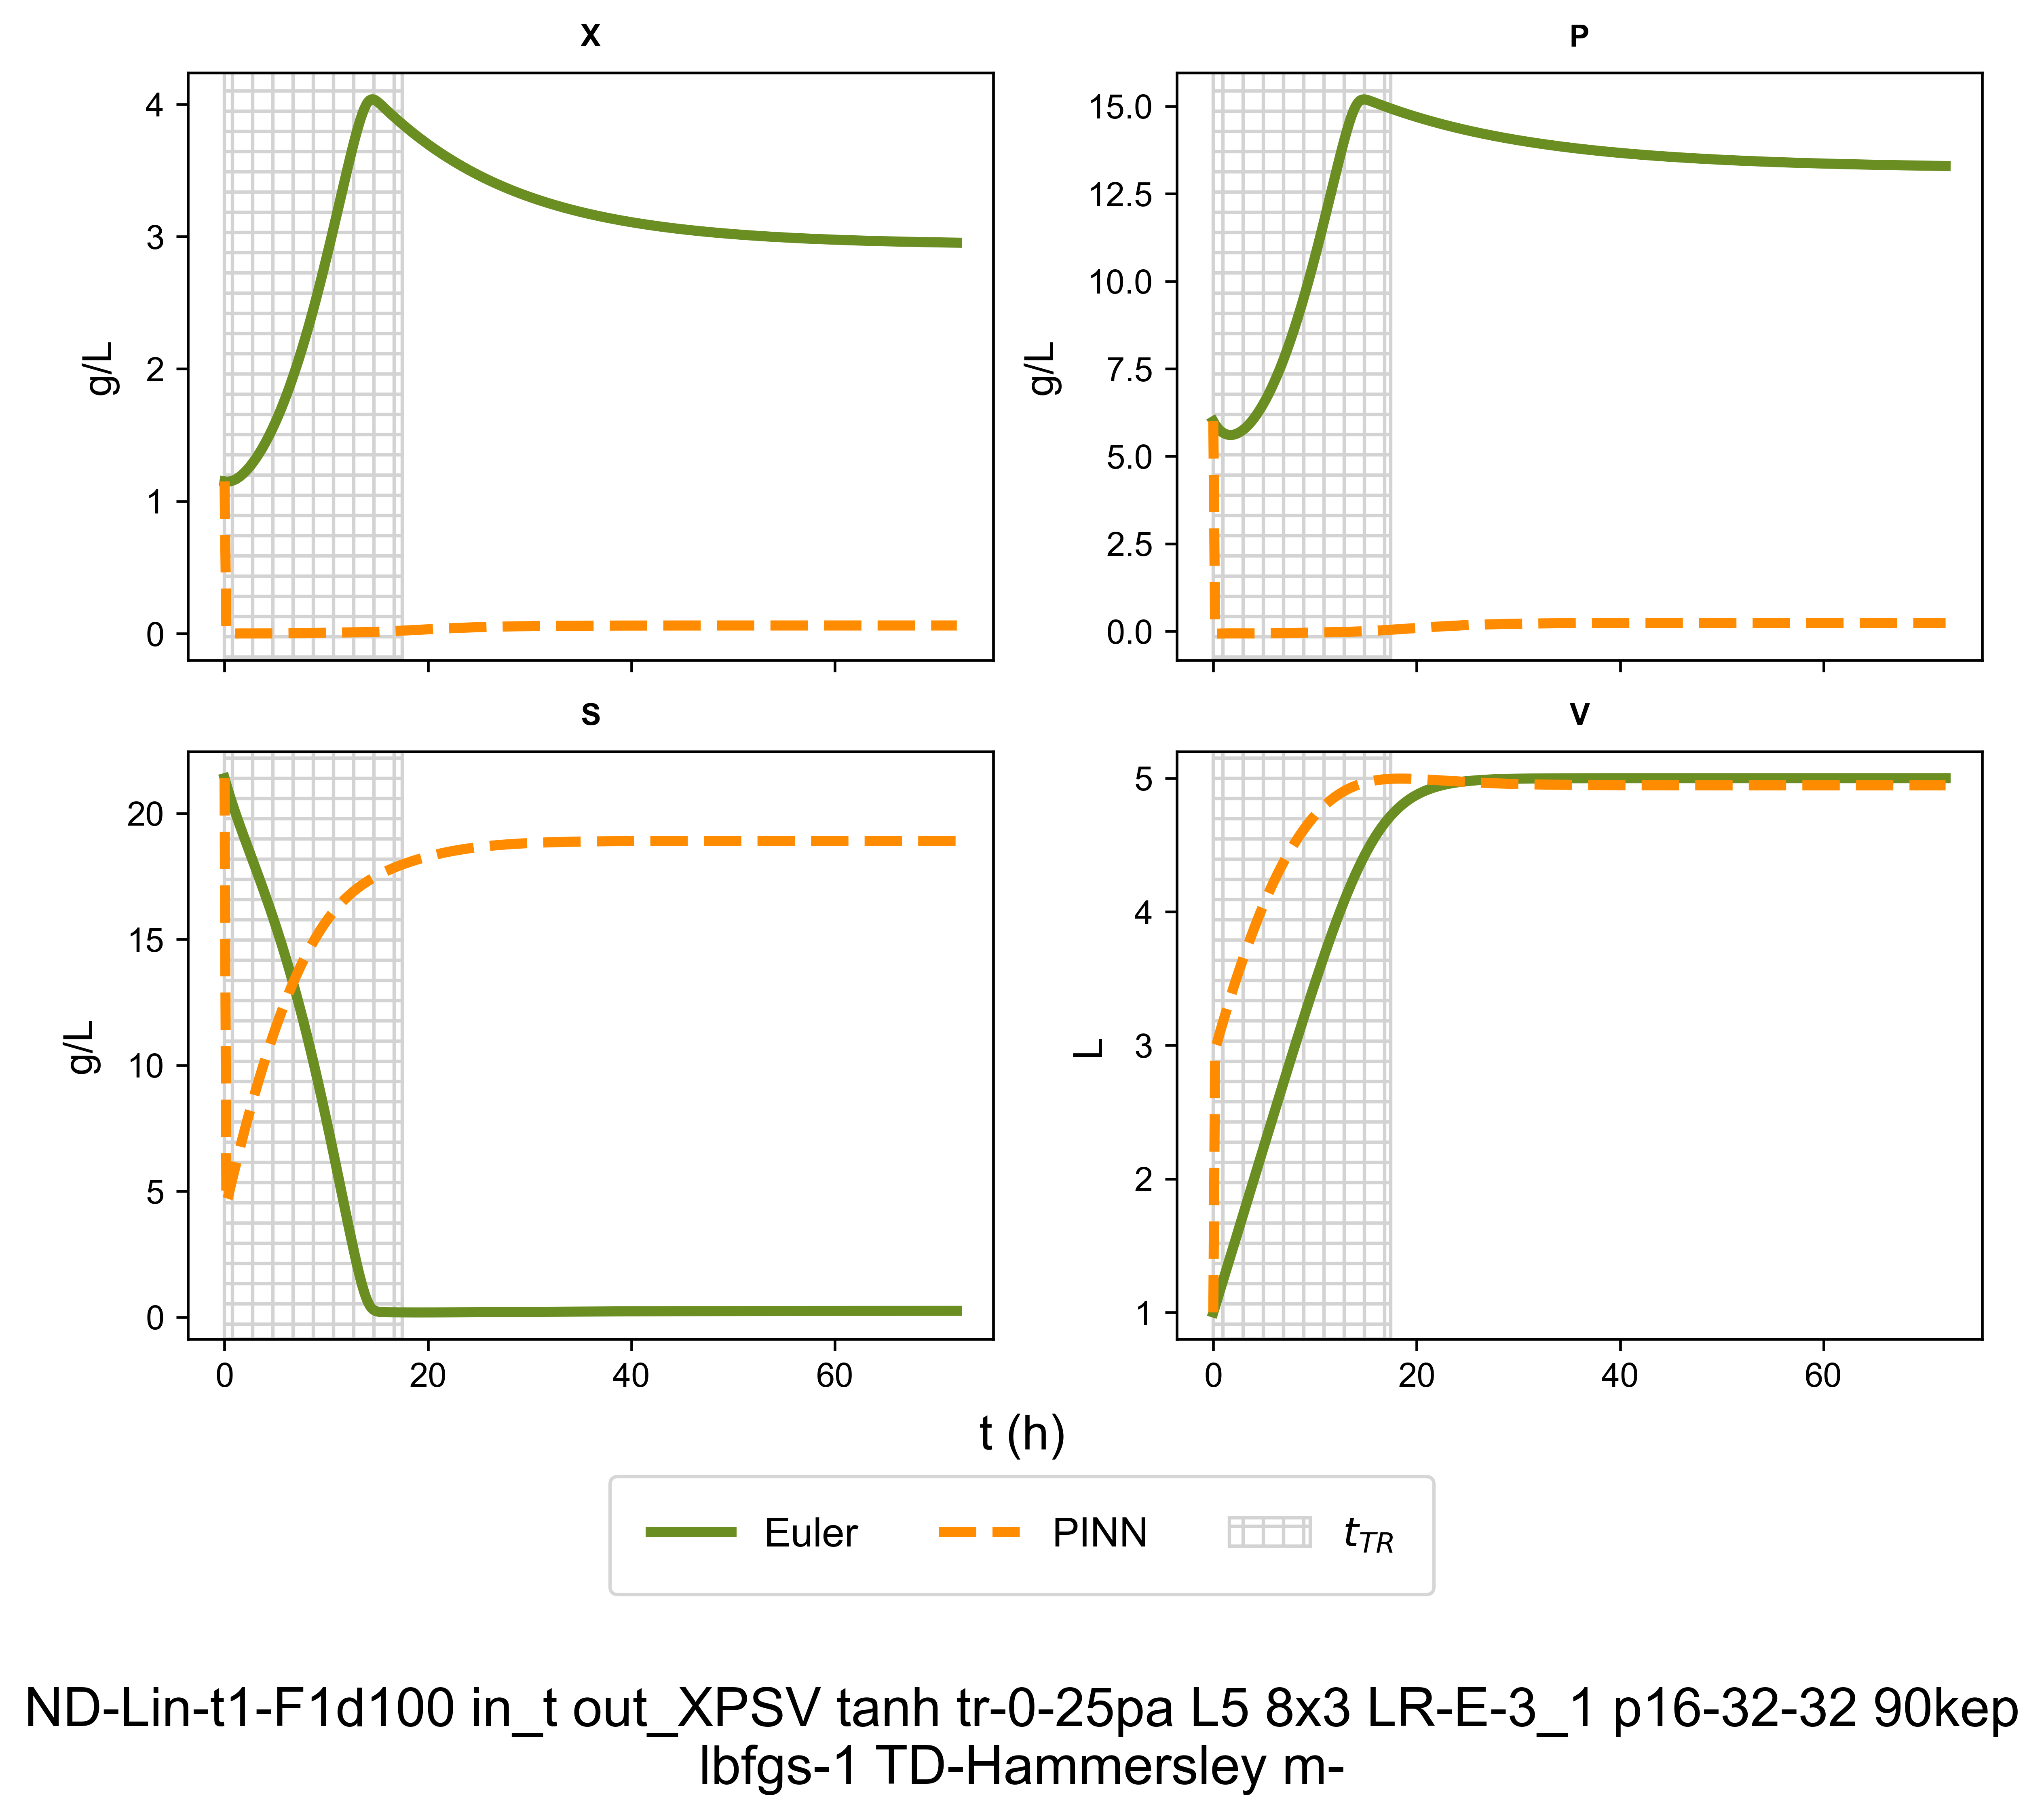 X
P
4
3
2
1
0
g/L
15.0
12.5
10.0
7.5
5.0
2.5
0.0
g/L
S
V
20
15
10
5
0
g/L
0
20
40
60
5
4
3
2
1
L
0
20
40
60
t (h)
Euler
PINN
t_{TR}
ND-Lin-t1-F1d100 in_t out_XPSV tanh tr-0-25pa L5 8x3 LR-E-3_1 p16-32-32 90kep
lbfgs-1 TD-Hammersley m-